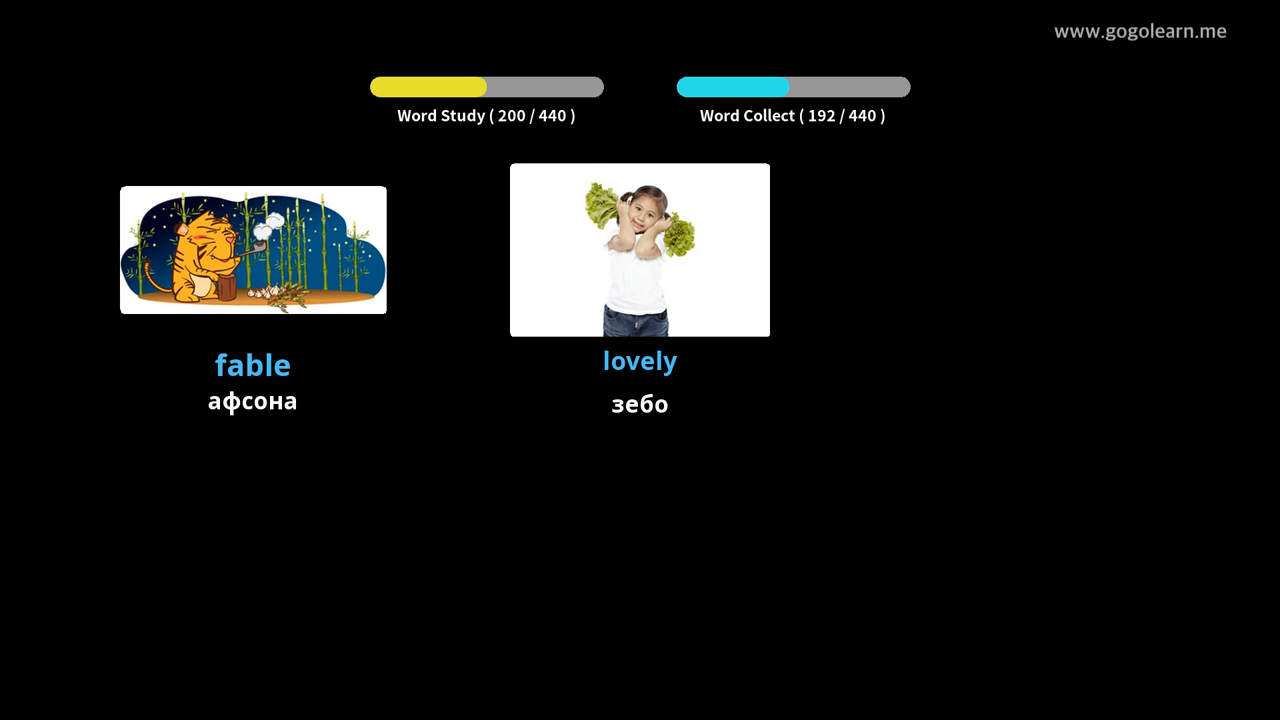 www.gogolearn.me
Word Study ( 200 / 440 )
Word Collect ( 192 / 440 )
fable
афсона
lovely
зебо